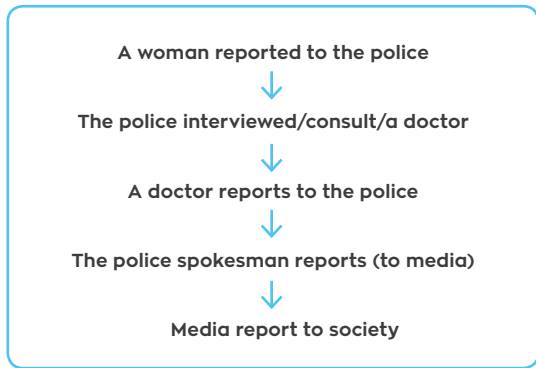 A woman reported to the police
The police interviewed/consult/a doctor
A doctor reports to the police
The police spokesman reports (to media)
Media report to society